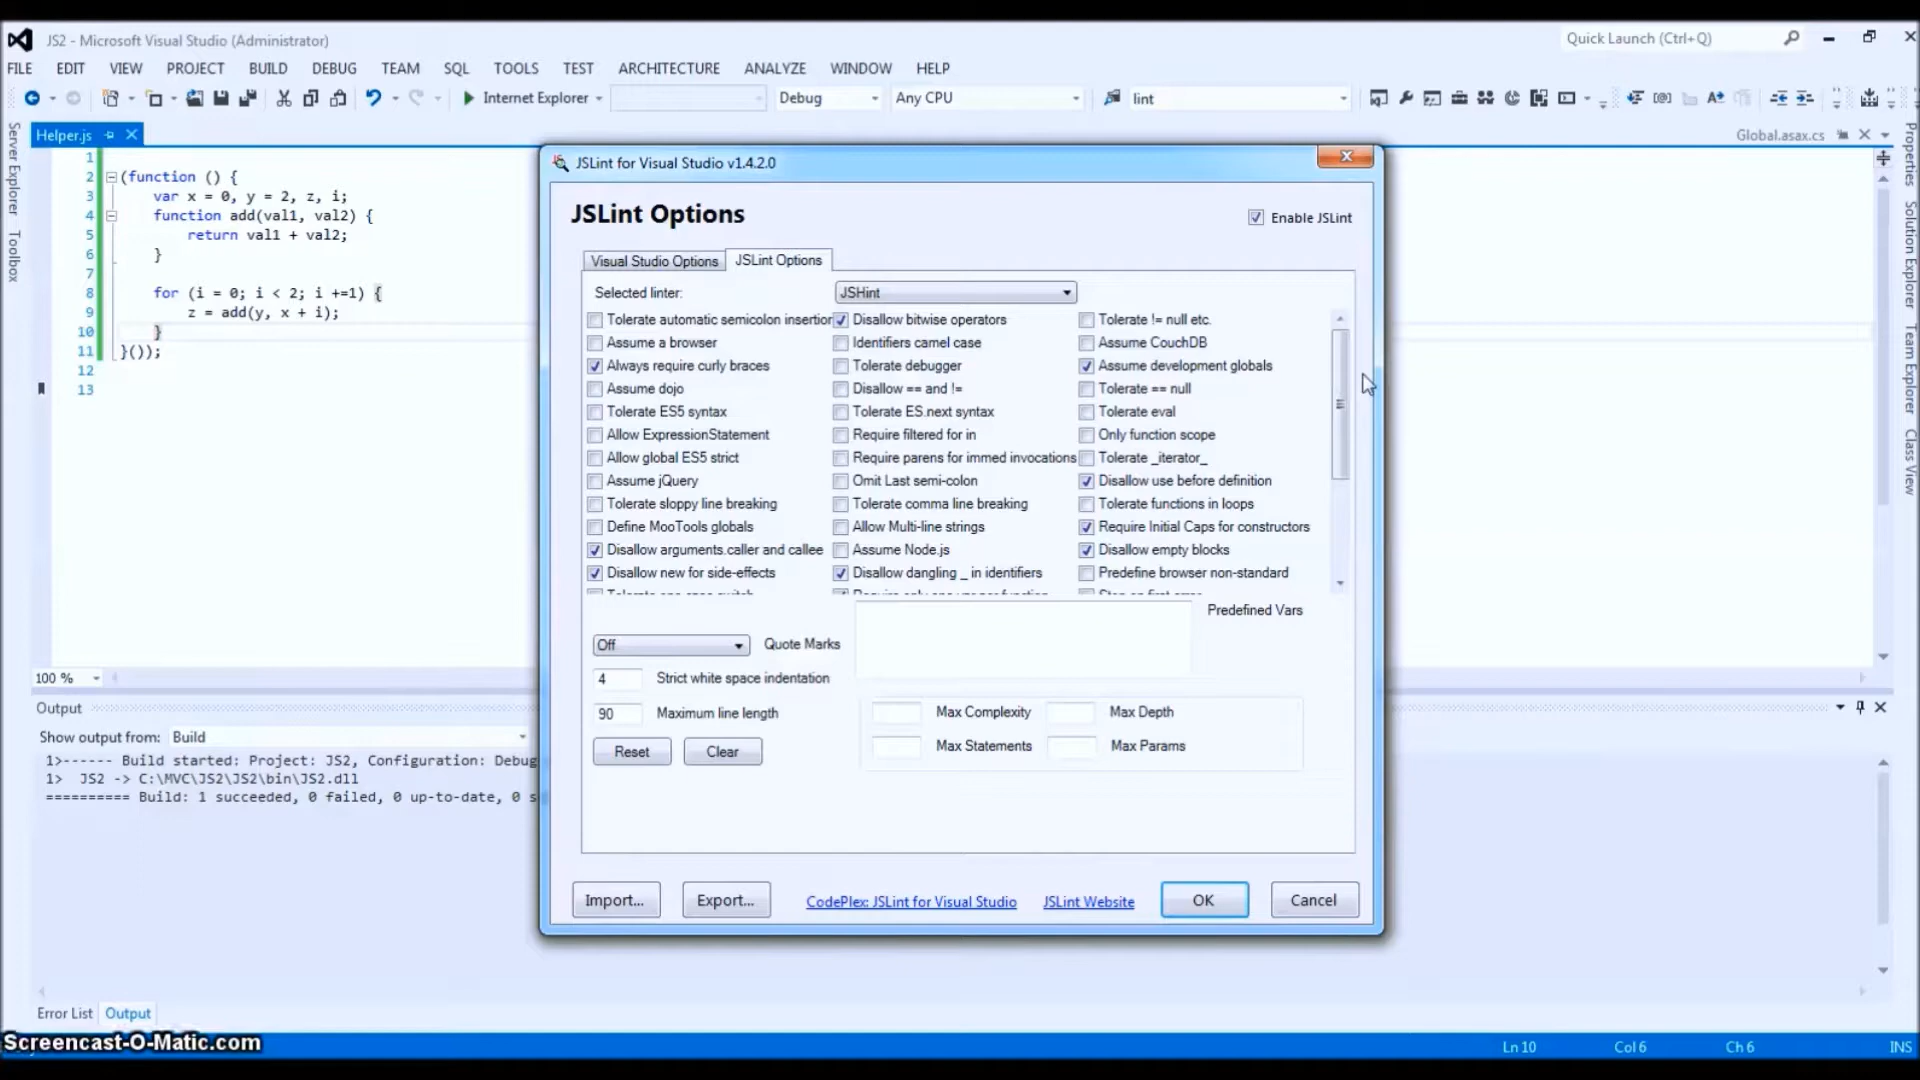 JS2 - Microsoft Visual Studio (Administrator)
Quick Launch (Ctrl+Q)
FILE EDIT VIEW PROJECT BUILD DEBUG TEAM SQL TOOLS TEST ARCHITECTURE ANALYZE WINDOW HELP
Internet Explorer Debug Any CPU lint
Helper.js
Global.asax.cs
Server Explorer
Toolbox
1
2 (function () {
3 var x = 0, y = 2, z, i;
4 function add(val1, val2) {
5 return val1 + val2;
6 }
7
8 for (i = 0; i < 2; i +=1) {
9 z = add(y, x + i);
10 }
11 }());
12
13
100 %
JSLint for Visual Studio v1.4.2.0
JSLint Options
Enable JSLint
Visual Studio Options JSLint Options
Selected linter: JSHint
Tolerate automatic semicolon insertion Disallow bitwise operators Tolerate != null etc.
Assume a browser Identifiers camel case Assume CouchDB
Always require curly braces Tolerate debugger Assume development globals
Assume dojo Disallow == and != Tolerate == null
Tolerate ES5 syntax Tolerate ES.next syntax Tolerate eval
Allow ExpressionStatement Require filtered for in Only function scope
Allow global ES5 strict Require parens for immed invocations Tolerate _iterator_
Assume jQuery Omit Last semi-colon Disallow use before definition
Tolerate sloppy line breaking Tolerate comma line breaking Tolerate functions in loops
Define MooTools globals Allow Multi-line strings Require Initial Caps for constructors
Disallow arguments.caller and callee Assume Node.js Disallow empty blocks
Disallow new for side-effects Disallow dangling _ in identifiers Predefine browser non-standard
Predefined Vars
Off Quote Marks
4 Strict white space indentation
90 Maximum line length
Max Complexity Max Depth
Max Statements Max Params
Reset Clear
Import... Export... CodePlex: JSLint for Visual Studio JSLint Website OK Cancel
Properties
Solution Explorer
Team Explorer
Class View
Output
Show output from: Build
1>------ Build started: Project: JS2, Configuration: Debug
1> JS2 -> C:\MVC\JS2\JS2\bin\JS2.dll
========== Build: 1 succeeded, 0 failed, 0 up-to-date, 0 s
Error List Output
Screencast-O-Matic.com
Ln 10 Col 6 Ch 6 INS